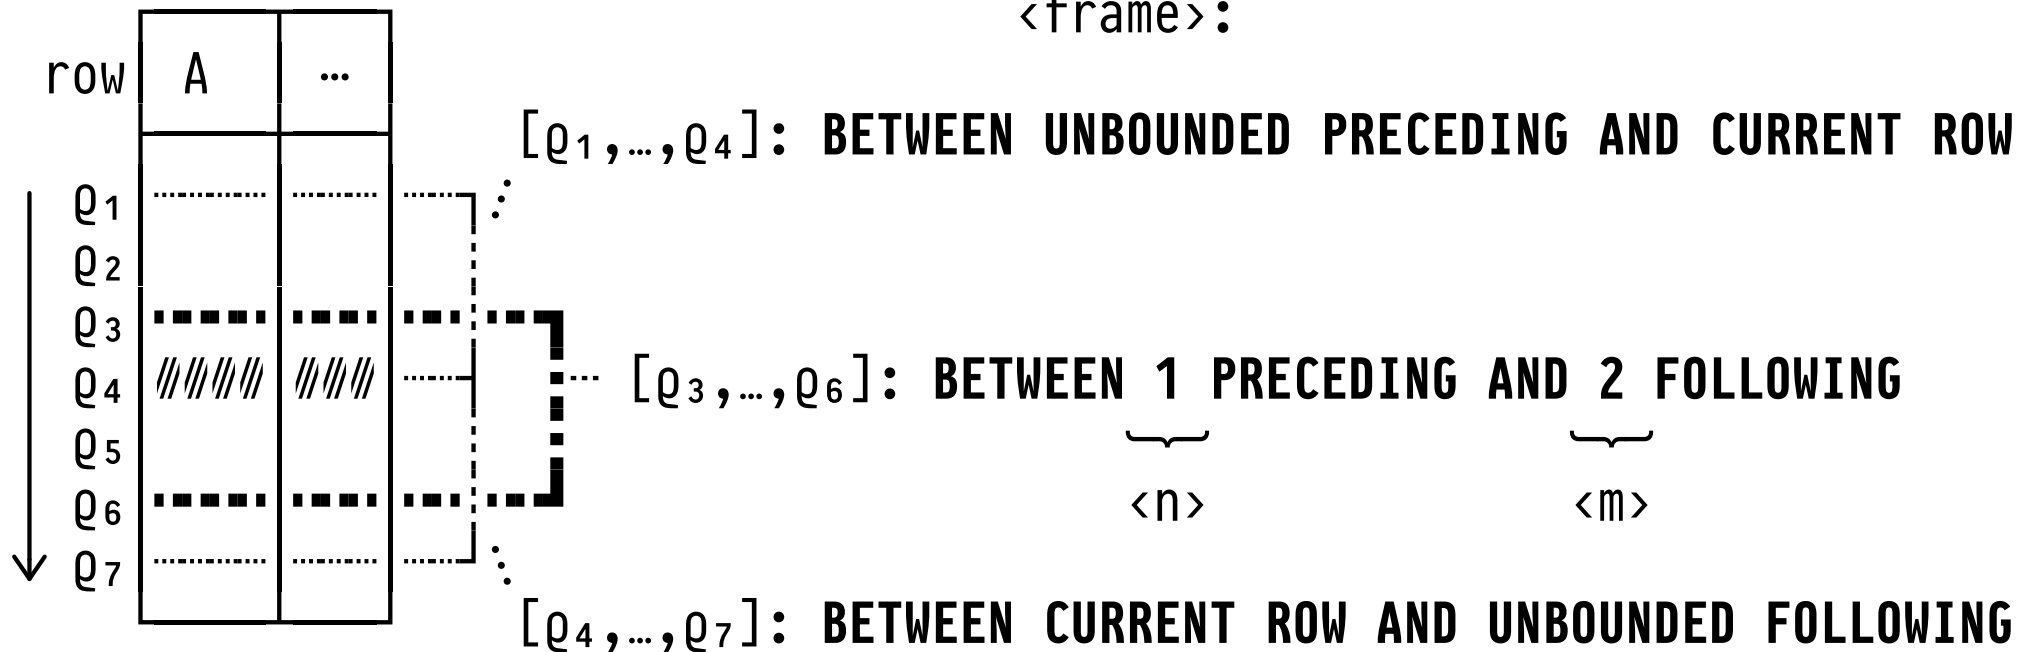 <frame>:
row A …
[ϱ₁,…,ϱ₄]: BETWEEN UNBOUNDED PRECEDING AND CURRENT ROW
ϱ₁
ϱ₂
ϱ₃
ϱ₄ [ϱ₃,…,ϱ₆]: BETWEEN 1 PRECEDING AND 2 FOLLOWING
ϱ₅
ϱ₆ <n> <m>
ϱ₇
[ϱ₄,…,ϱ₇]: BETWEEN CURRENT ROW AND UNBOUNDED FOLLOWING